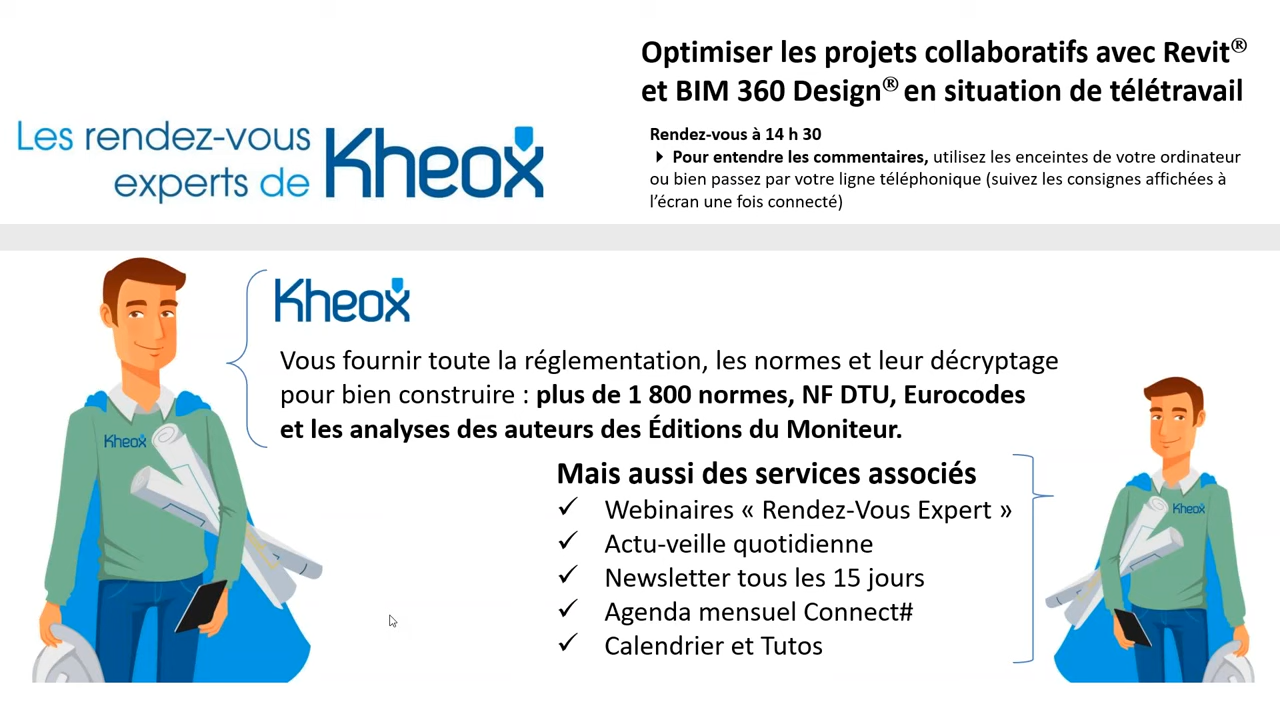 Optimiser les projets collaboratifs avec Revit®
et BIM 360 Design® en situation de télétravail
Les rendez-vous
experts de Kheox
Rendez-vous à 14 h 30
Pour entendre les commentaires, utilisez les enceintes de votre ordinateur
ou bien passez par votre ligne téléphonique (suivez les consignes affichées à
l’écran une fois connecté)
Kheox
Vous fournir toute la réglementation, les normes et leur décryptage
pour bien construire : plus de 1 800 normes, NF DTU, Eurocodes
et les analyses des auteurs des Éditions du Moniteur.
Kheox
Mais aussi des services associés
✓ Webinaires « Rendez-Vous Expert »
✓ Actu-veille quotidienne
✓ Newsletter tous les 15 jours
✓ Agenda mensuel Connect#
✓ Calendrier et Tutos
Kheox